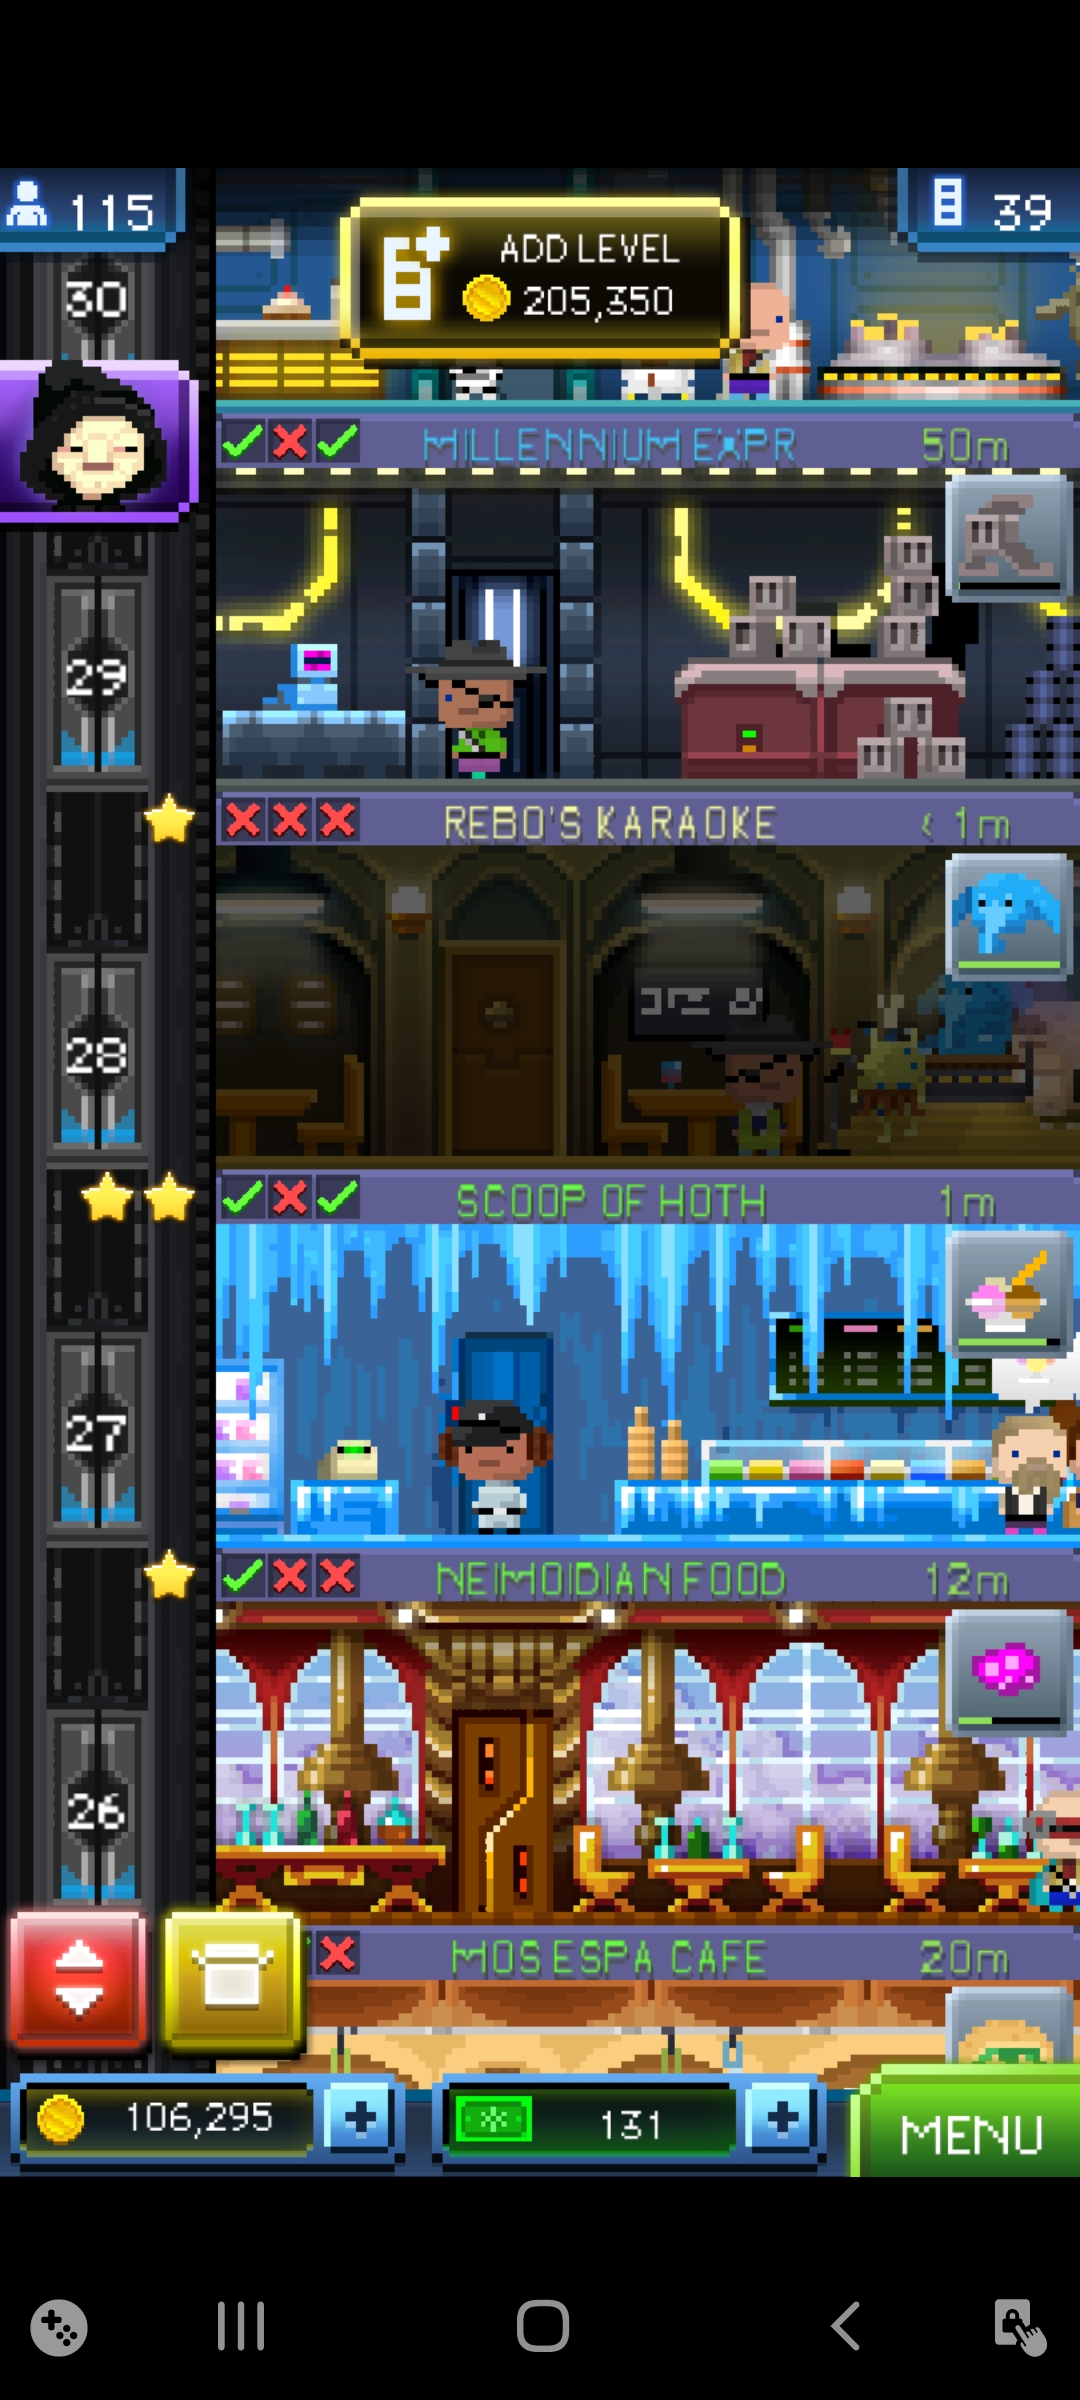 115
ADD LEVEL
205,350
39
30
MILLENNIUM EXPR
50m
29
REBO'S KARAOKE
< 1m
28
SCOOP OF HOTH
1m
27
NEIMOIDIAN FOOD
12m
26
MOS ESPA CAFE
20m
106,295
131
MENU